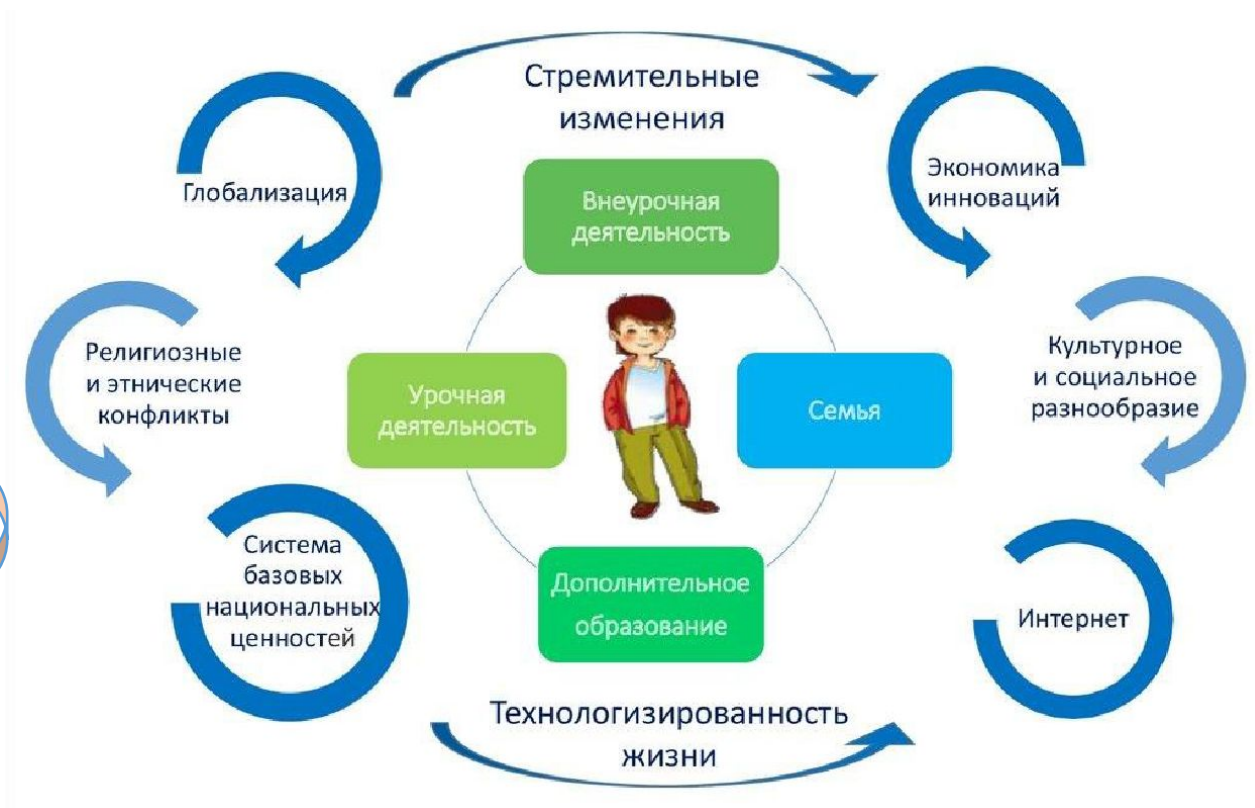 Стремительные
изменения
Глобализация
Экономика
инноваций
Внеурочная
деятельность
Религиозные
и этнические
конфликты
Культурное
и социальное
разнообразие
Урочная
деятельность
Семья
Система
базовых
национальных
ценностей
Дополнительное
образование
Интернет
Технологизированность
жизни